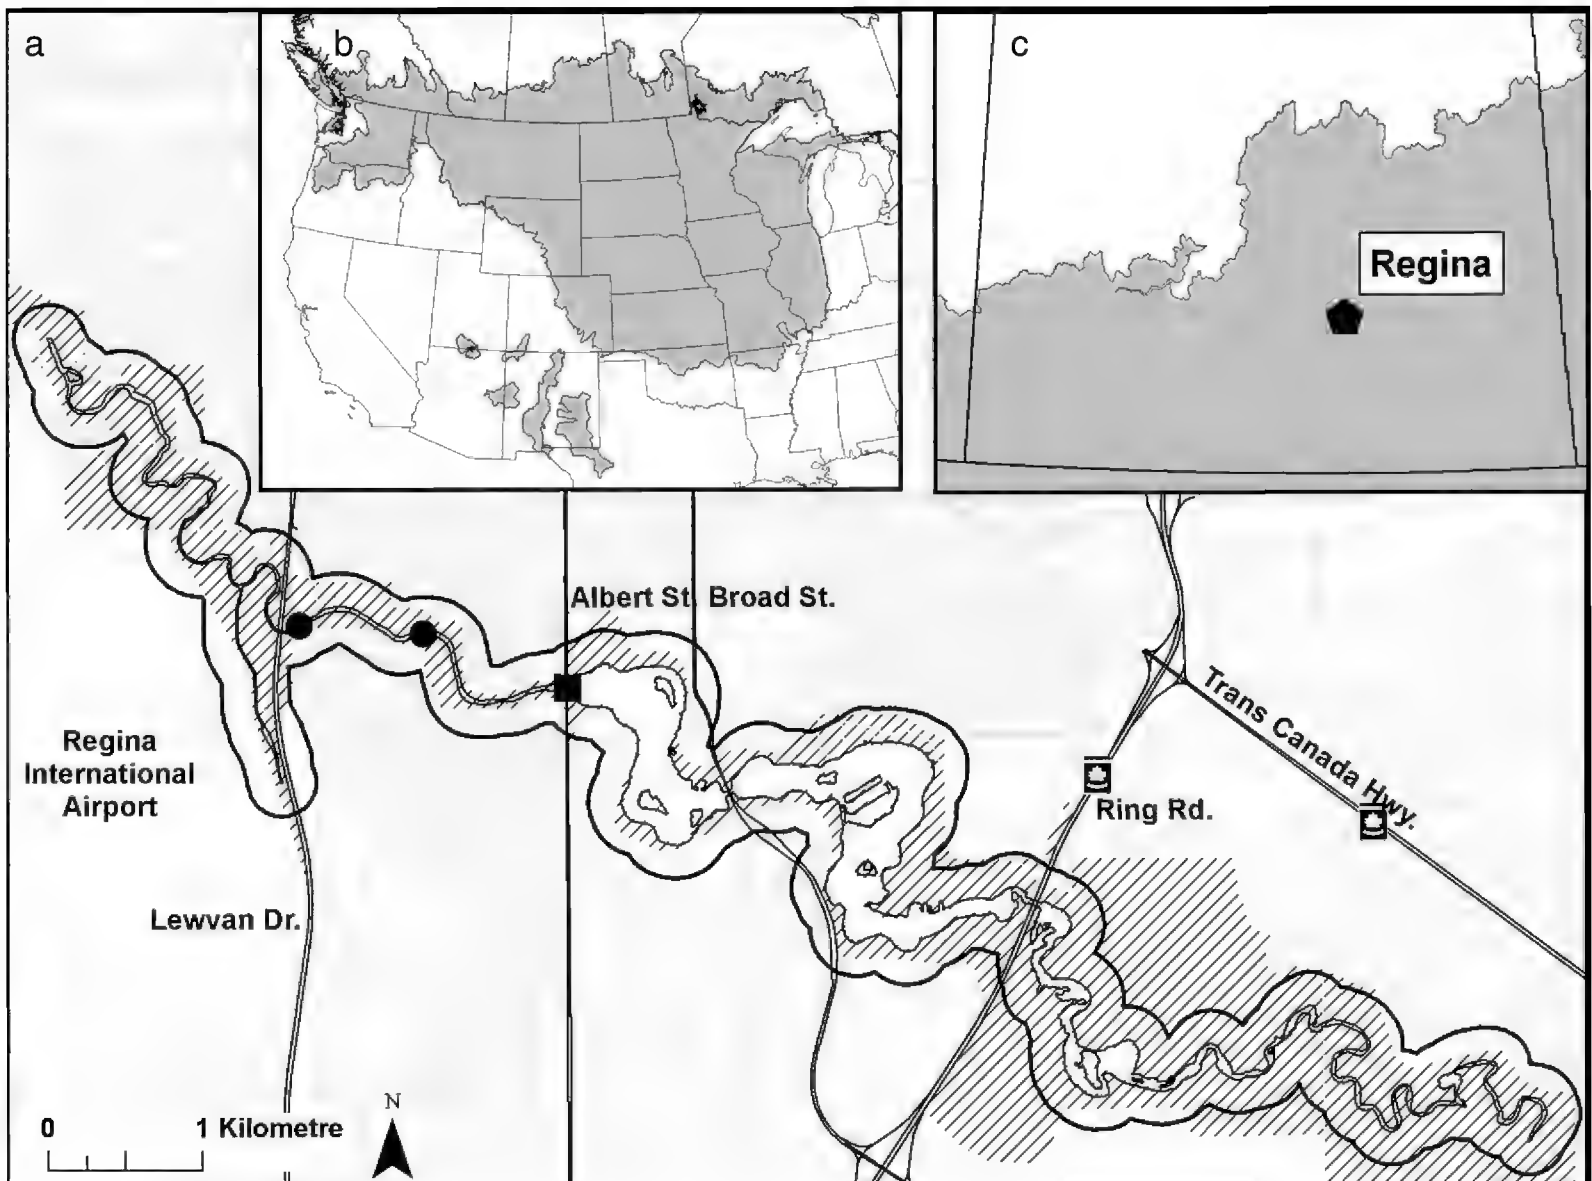 a
b
c
Regina
Albert St. Broad St.
Trans Canada Hwy.
Regina
International
Airport
Ring Rd.
Lewvan Dr.
0 1 Kilometre
N